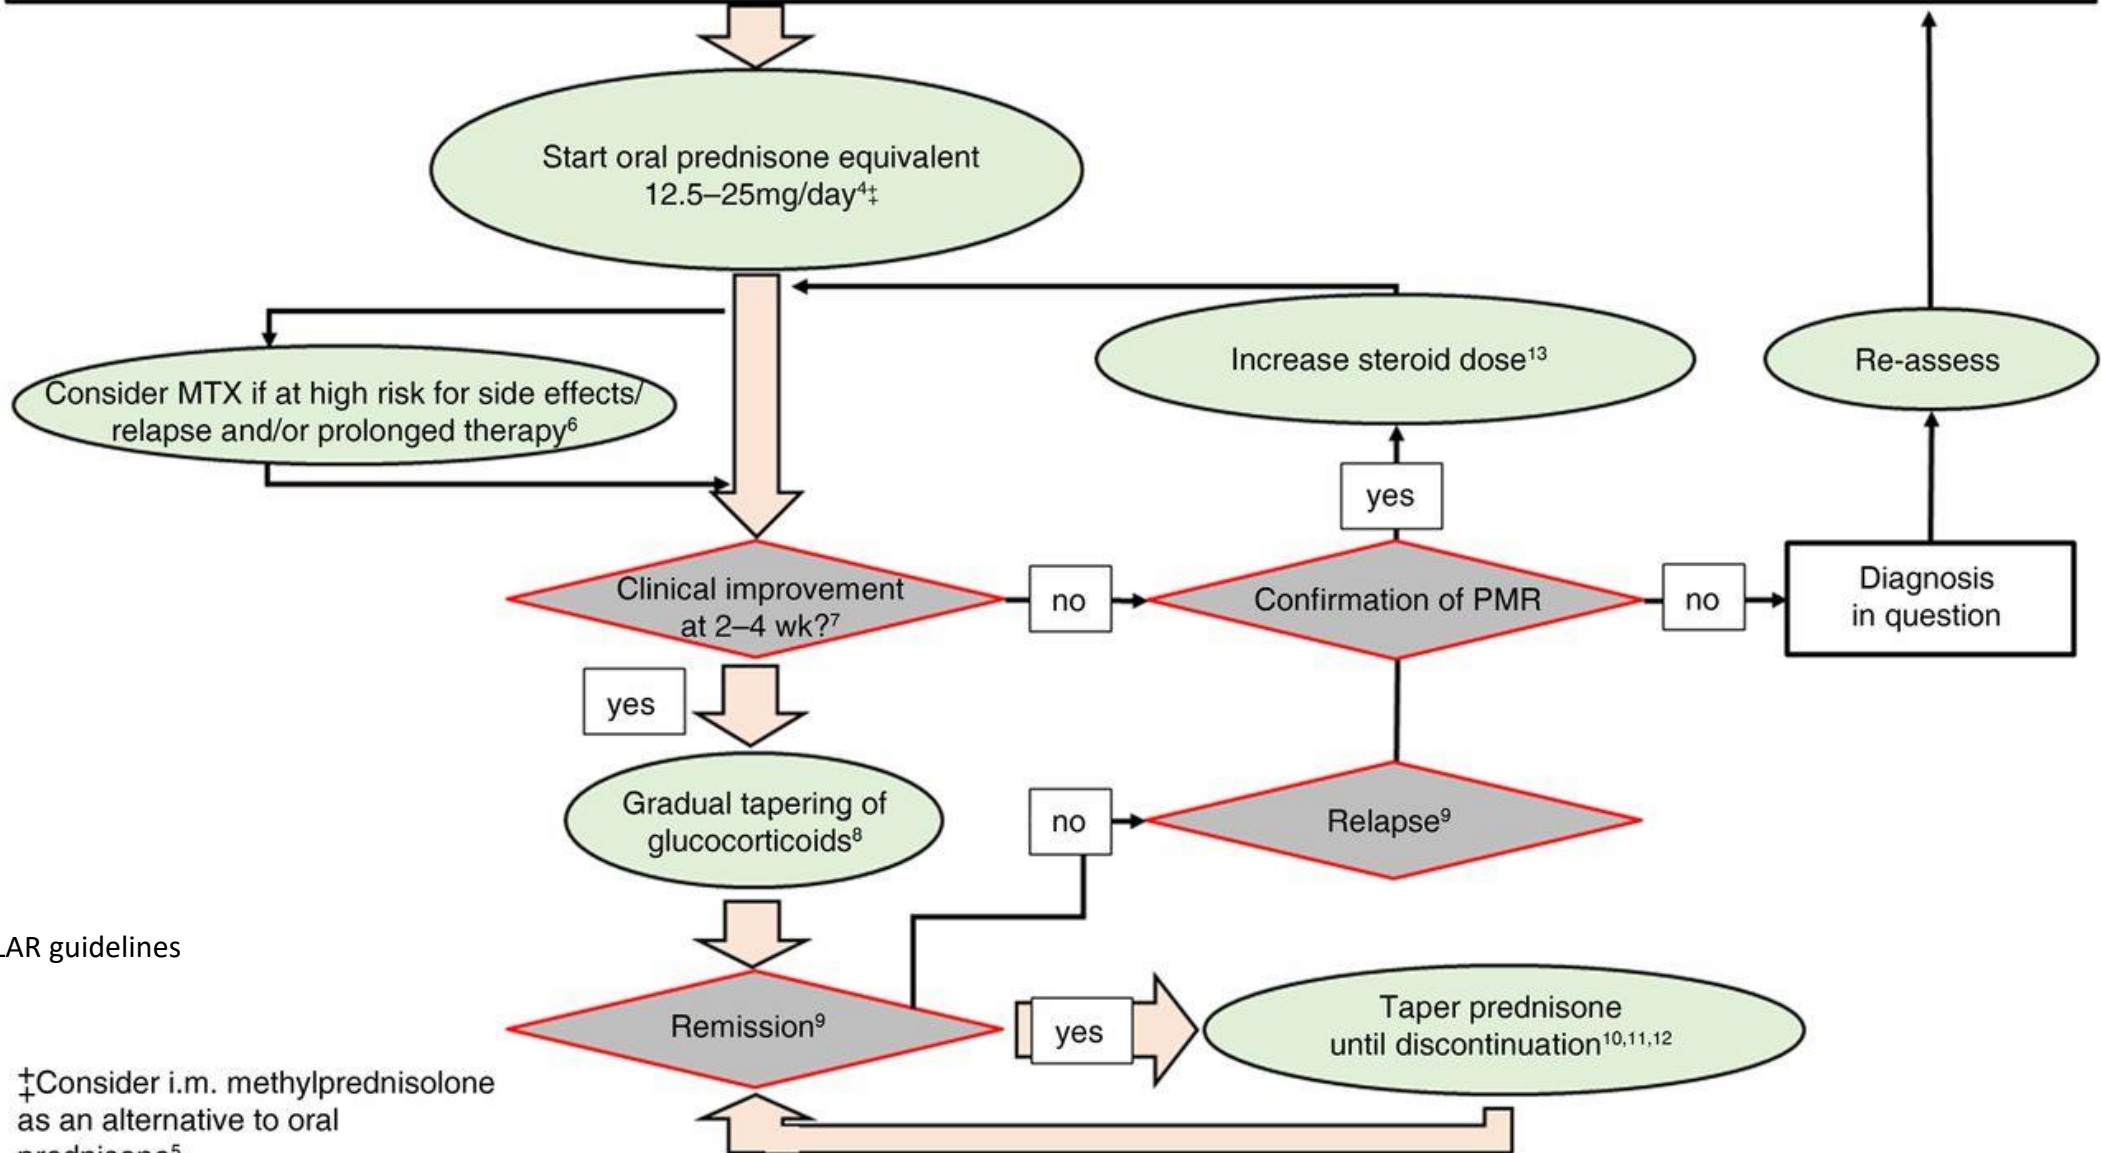 Start oral prednisone equivalent
12.5–25mg/day⁴‡
Increase steroid dose¹³
Re-assess
Consider MTX if at high risk for side effects/
relapse and/or prolonged therapy⁶
yes
Clinical improvement
at 2–4 wk?⁷
no
Confirmation of PMR
no
Diagnosis
in question
yes
Gradual tapering of
glucocorticoids⁸
no
Relapse⁹
LAR guidelines
Remission⁹
yes
Taper prednisone
until discontinuation¹⁰,¹¹,¹²
‡Consider i.m. methylprednisolone
as an alternative to oral
prednisone⁵